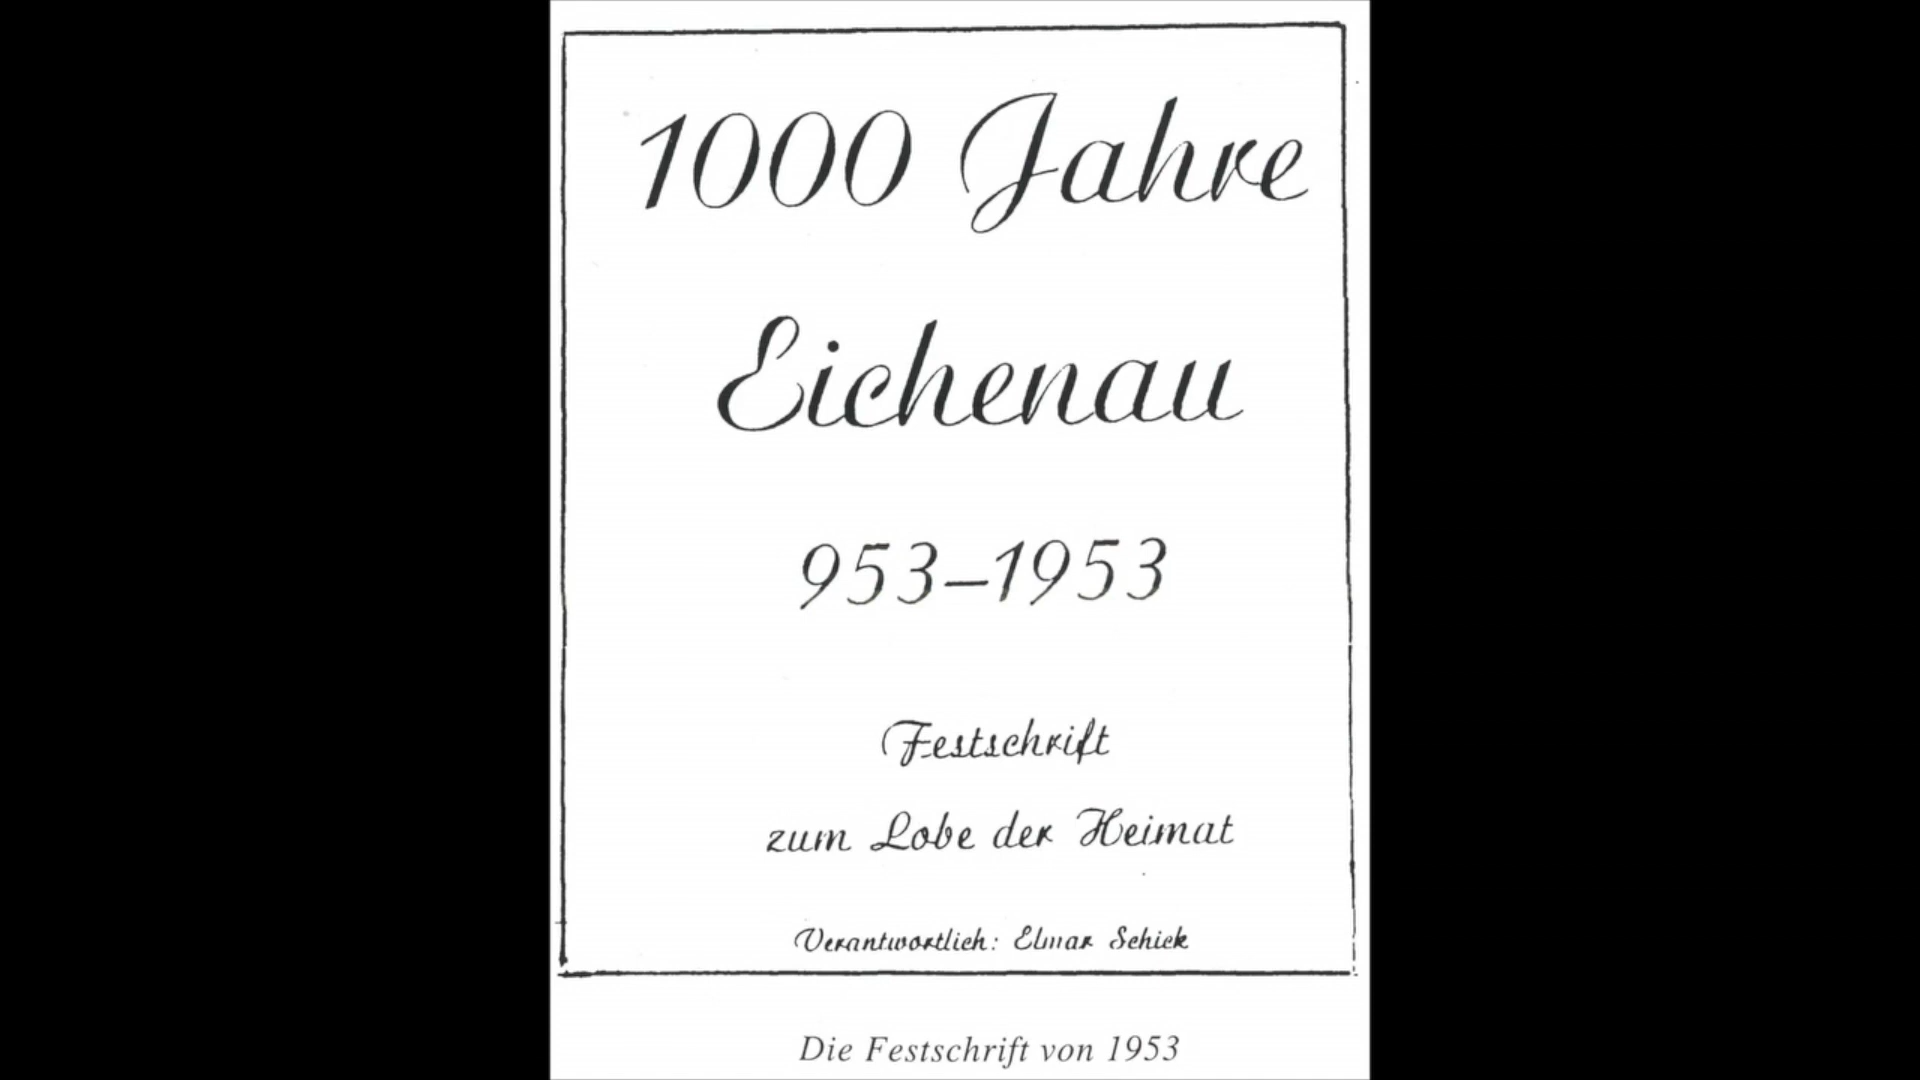 1000 Jahre
Eichenau
953–1953
Festschrift
zum Lobe der Heimat
Verantwortlich: Elmar Schick
Die Festschrift von 1953